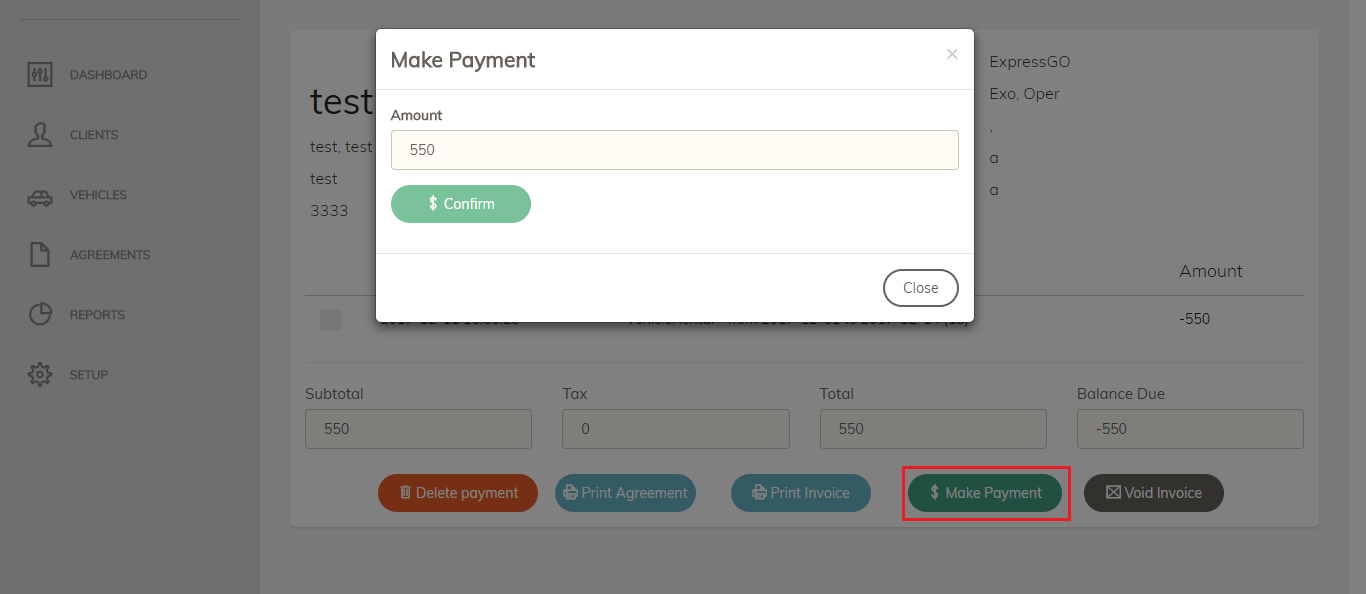 DASHBOARD
CLIENTS
VEHICLES
AGREEMENTS
REPORTS
SETUP
Make Payment
×
Amount
550
$ Confirm
Close
test
test, test
test
3333
ExpressGO
Exo, Oper
,
a
a
Amount
-550
Subtotal
Tax
Total
Balance Due
550
0
550
-550
Delete payment
Print Agreement
Print Invoice
$ Make Payment
Void Invoice